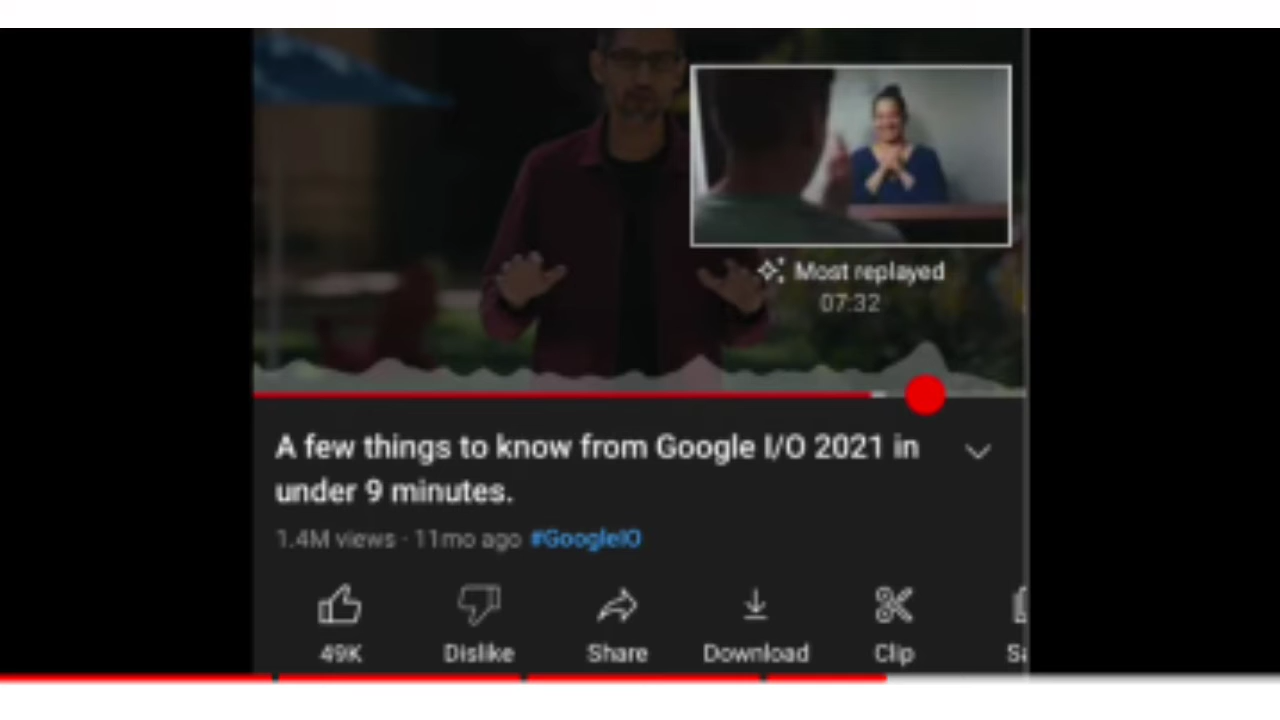 Most replayed
07:32
A few things to know from Google I/O 2021 in
under 9 minutes.
1.4M views · 11mo ago #GoogleIO
49K Dislike Share Download Clip Sa